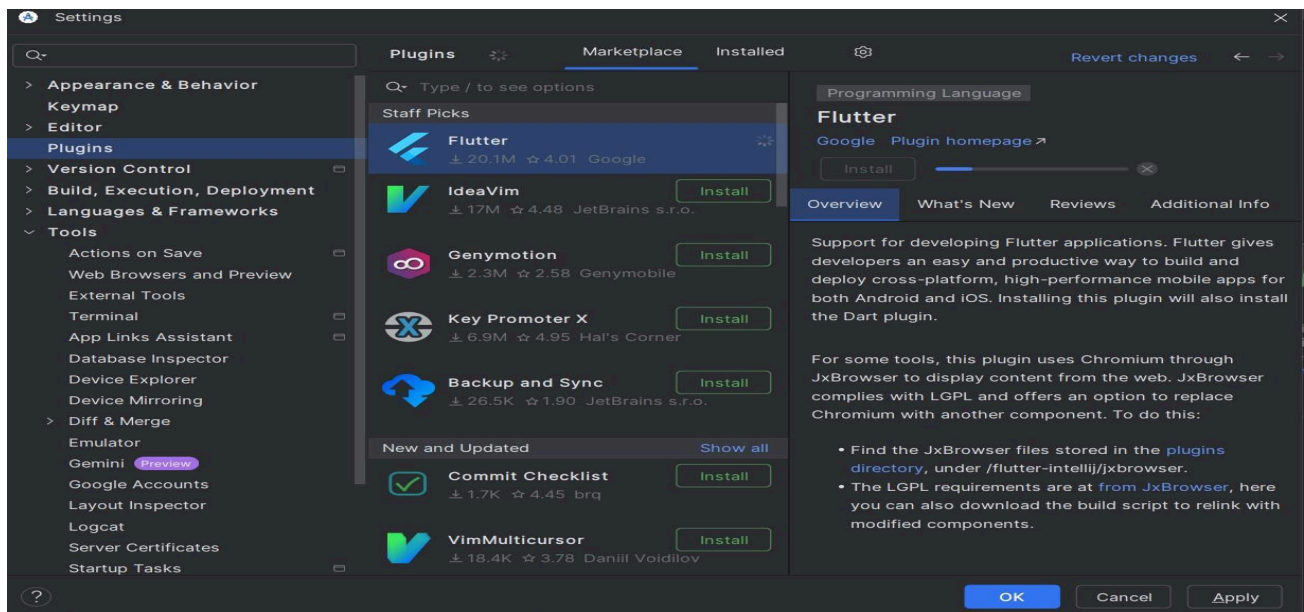 Settings
Plugins
Marketplace
Installed
Revert changes
Appearance & Behavior
Keymap
Editor
Plugins
Version Control
Build, Execution, Deployment
Languages & Frameworks
Tools
Actions on Save
Web Browsers and Preview
External Tools
Terminal
App Links Assistant
Database Inspector
Device Explorer
Device Mirroring
Diff & Merge
Emulator
Gemini Preview
Google Accounts
Layout Inspector
Logcat
Server Certificates
Startup Tasks
Type / to see options
Staff Picks
Flutter
20.1M 4.01 Google
IdeaVim
Install
17M 4.48 JetBrains s.r.o.
Genymotion
Install
2.3M 2.58 Genymobile
Key Promoter X
Install
6.9M 4.95 Hal's Corner
Backup and Sync
Install
26.5K 1.90 JetBrains s.r.o.
New and Updated
Show all
Commit Checklist
Install
1.7K 4.45 brq
VimMulticursor
Install
18.4K 3.78 Daniil Voidilov
Programming Language
Flutter
Google Plugin homepage
Install
Overview
What's New
Reviews
Additional Info
Support for developing Flutter applications. Flutter gives
developers an easy and productive way to build and
deploy cross-platform, high-performance mobile apps for
both Android and iOS. Installing this plugin will also install
the Dart plugin.
For some tools, this plugin uses Chromium through
JxBrowser to display content from the web. JxBrowser
complies with LGPL and offers an option to replace
Chromium with another component. To do this:
• Find the JxBrowser files stored in the plugins
directory, under /flutter-intellij/jxbrowser.
• The LGPL requirements are at from JxBrowser, here
you can also download the build script to relink with
modified components.
?
OK
Cancel
Apply